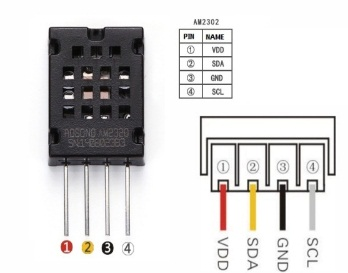 AM2302
PIN NAME
① VDD
② SDA
③ GND
④ SCL
AOSONG AM2320
① ② ③ ④
① ② ③ ④
VDD SDA GND SCL